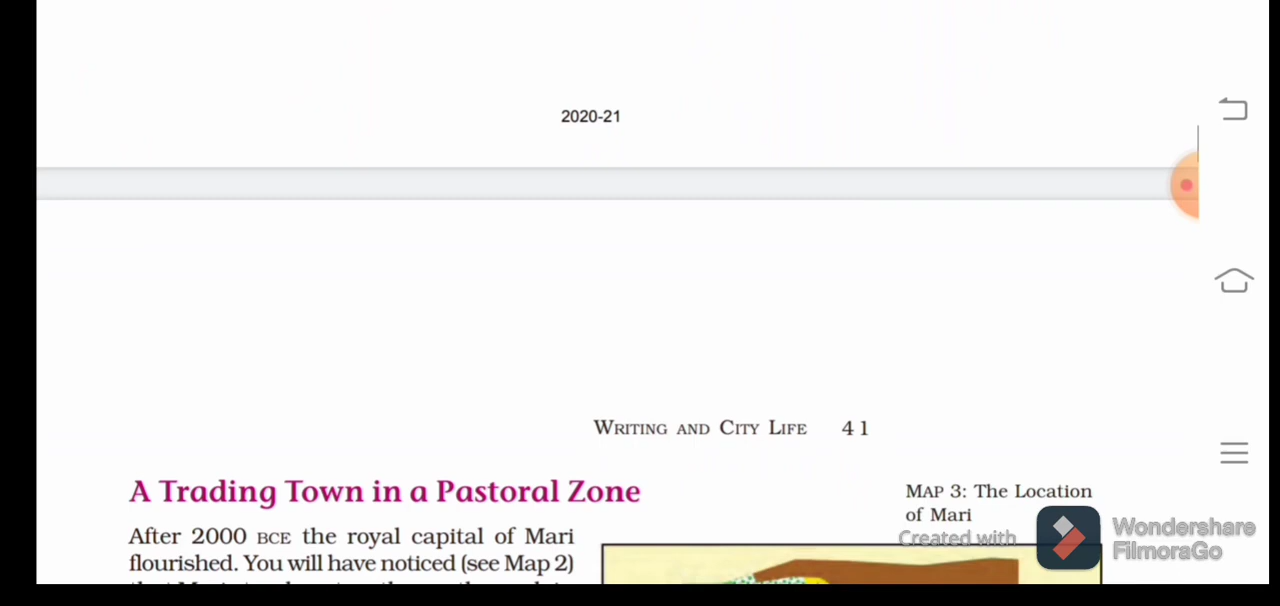 2020-21
WRITING AND CITY LIFE 41
A Trading Town in a Pastoral Zone
MAP 3: The Location
of Mari
After 2000 BCE the royal capital of Mari
flourished. You will have noticed (see Map 2)
Created with
Wondershare
FilmoraGo